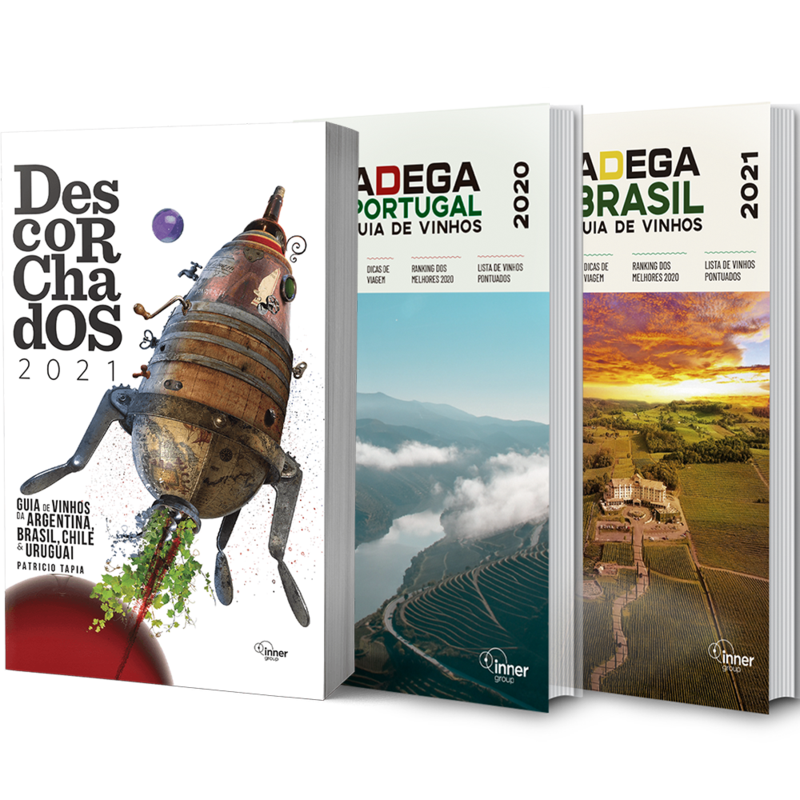 Des
coR
Cha
dOS
2021
GUIA DE VINHOS
DA ARGENTINA,
BRASIL, CHILE
& URUGUAI
PATRICIO TAPIA
inner
group
ADEGA
PORTUGAL
GUIA DE VINHOS
2020
DICAS DE
VIAGEM
RANKING DOS
MELHORES 2020
LISTA DE VINHOS
PONTUADOS
inner
group
ADEGA
BRASIL
GUIA DE VINHOS
2021
DICAS DE
VIAGEM
RANKING DOS
MELHORES 2020
LISTA DE VINHOS
PONTUADOS
inner
group